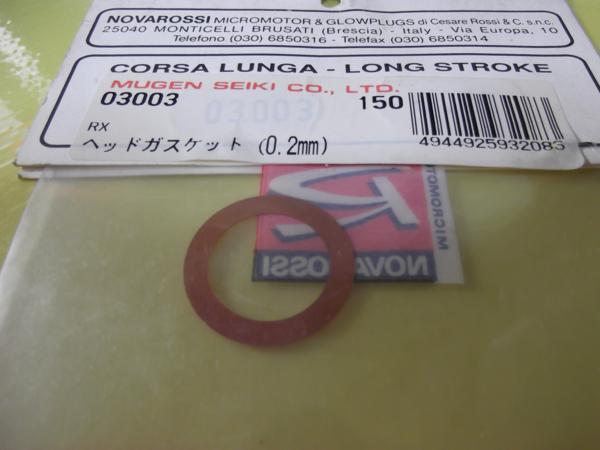 NOVAROSSI MICROMOTOR & GLOWPLUGS di Cesare Rossi & C. s.n.c.
25040 MONTICELLI BRUSATI (Brescia) - Italy - Via Europa, 10
Telefono (030) 6850316 - Telefax (030) 6850314
CORSA LUNGA - LONG STROKE
MUGEN SEIKI CO., LTD.
03003 150
03003
RX
ヘッドガスケット (0.2mm)
4944925932083
NOVAROSSI
MICROMOTO